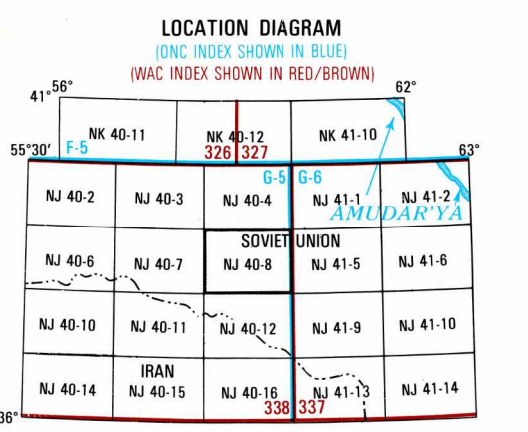 LOCATION DIAGRAM
(ONC INDEX SHOWN IN BLUE)
(WAC INDEX SHOWN IN RED/BROWN)
41° 56° 62°
NK 40-11 NK 40-12 NK 41-10
55°30' F-5 326 327 63°
G-5 G-6
NJ 40-2 NJ 40-3 NJ 40-4 NJ 41-1 NJ 41-2
AMUDAR'YA
SOVIET UNION
NJ 40-6 NJ 40-7 NJ 40-8 NJ 41-5 NJ 41-6
NJ 40-10 NJ 40-11 NJ 40-12 NJ 41-9 NJ 41-10
IRAN
NJ 40-14 NJ 40-15 NJ 40-16 NJ 41-13 NJ 41-14
36° 338 337